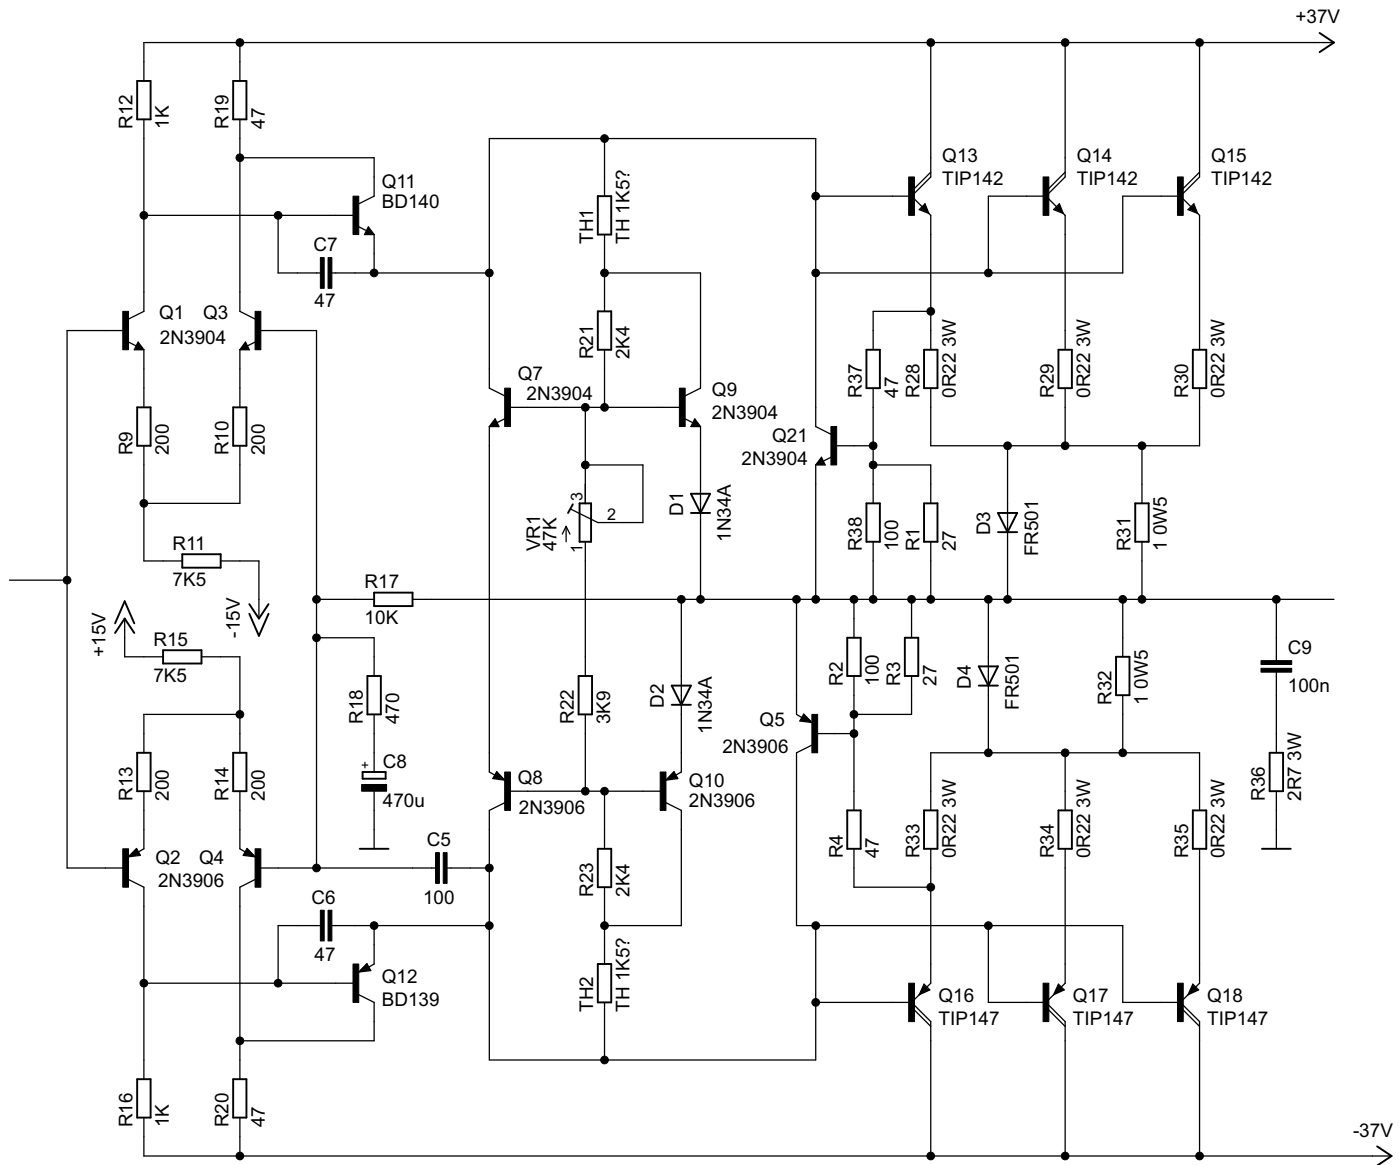 +37V
R12
1K
R19
47
Q11
BD140
C7
47
TH1
TH 1K5?
Q13
TIP142
Q14
TIP142
Q15
TIP142
Q1
Q3
2N3904
R21
2K4
Q7
2N3904
Q9
2N3904
R37
47
R28
0R22 3W
R29
0R22 3W
R30
0R22 3W
R9
200
R10
200
Q21
2N3904
VR1
47K
3
2
1
D1
1N34A
R38
100
R1
27
D3
FR501
R31
1 0W5
R11
7K5
-15V
R17
10K
+15V
R15
7K5
R18
470
R22
3K9
D2
1N34A
R2
100
R3
27
D4
FR501
R32
1 0W5
C9
100n
Q5
2N3906
R13
200
R14
200
+
C8
470u
Q8
2N3906
Q10
2N3906
R36
2R7 3W
R4
47
R33
0R22 3W
R34
0R22 3W
R35
0R22 3W
Q2
Q4
2N3906
C5
100
R23
2K4
C6
47
Q12
BD139
TH2
TH 1K5?
Q16
TIP147
Q17
TIP147
Q18
TIP147
R16
1K
R20
47
-37V